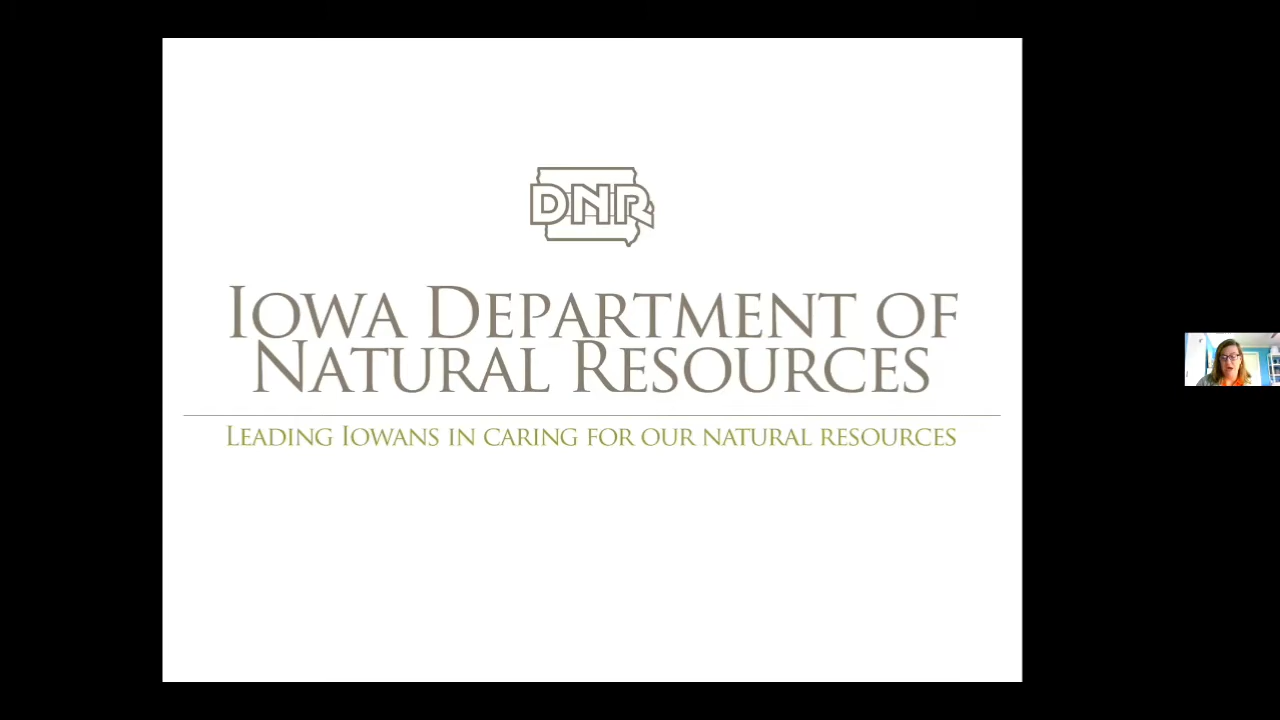 DNR
IOWA DEPARTMENT OF
NATURAL RESOURCES
LEADING IOWANS IN CARING FOR OUR NATURAL RESOURCES